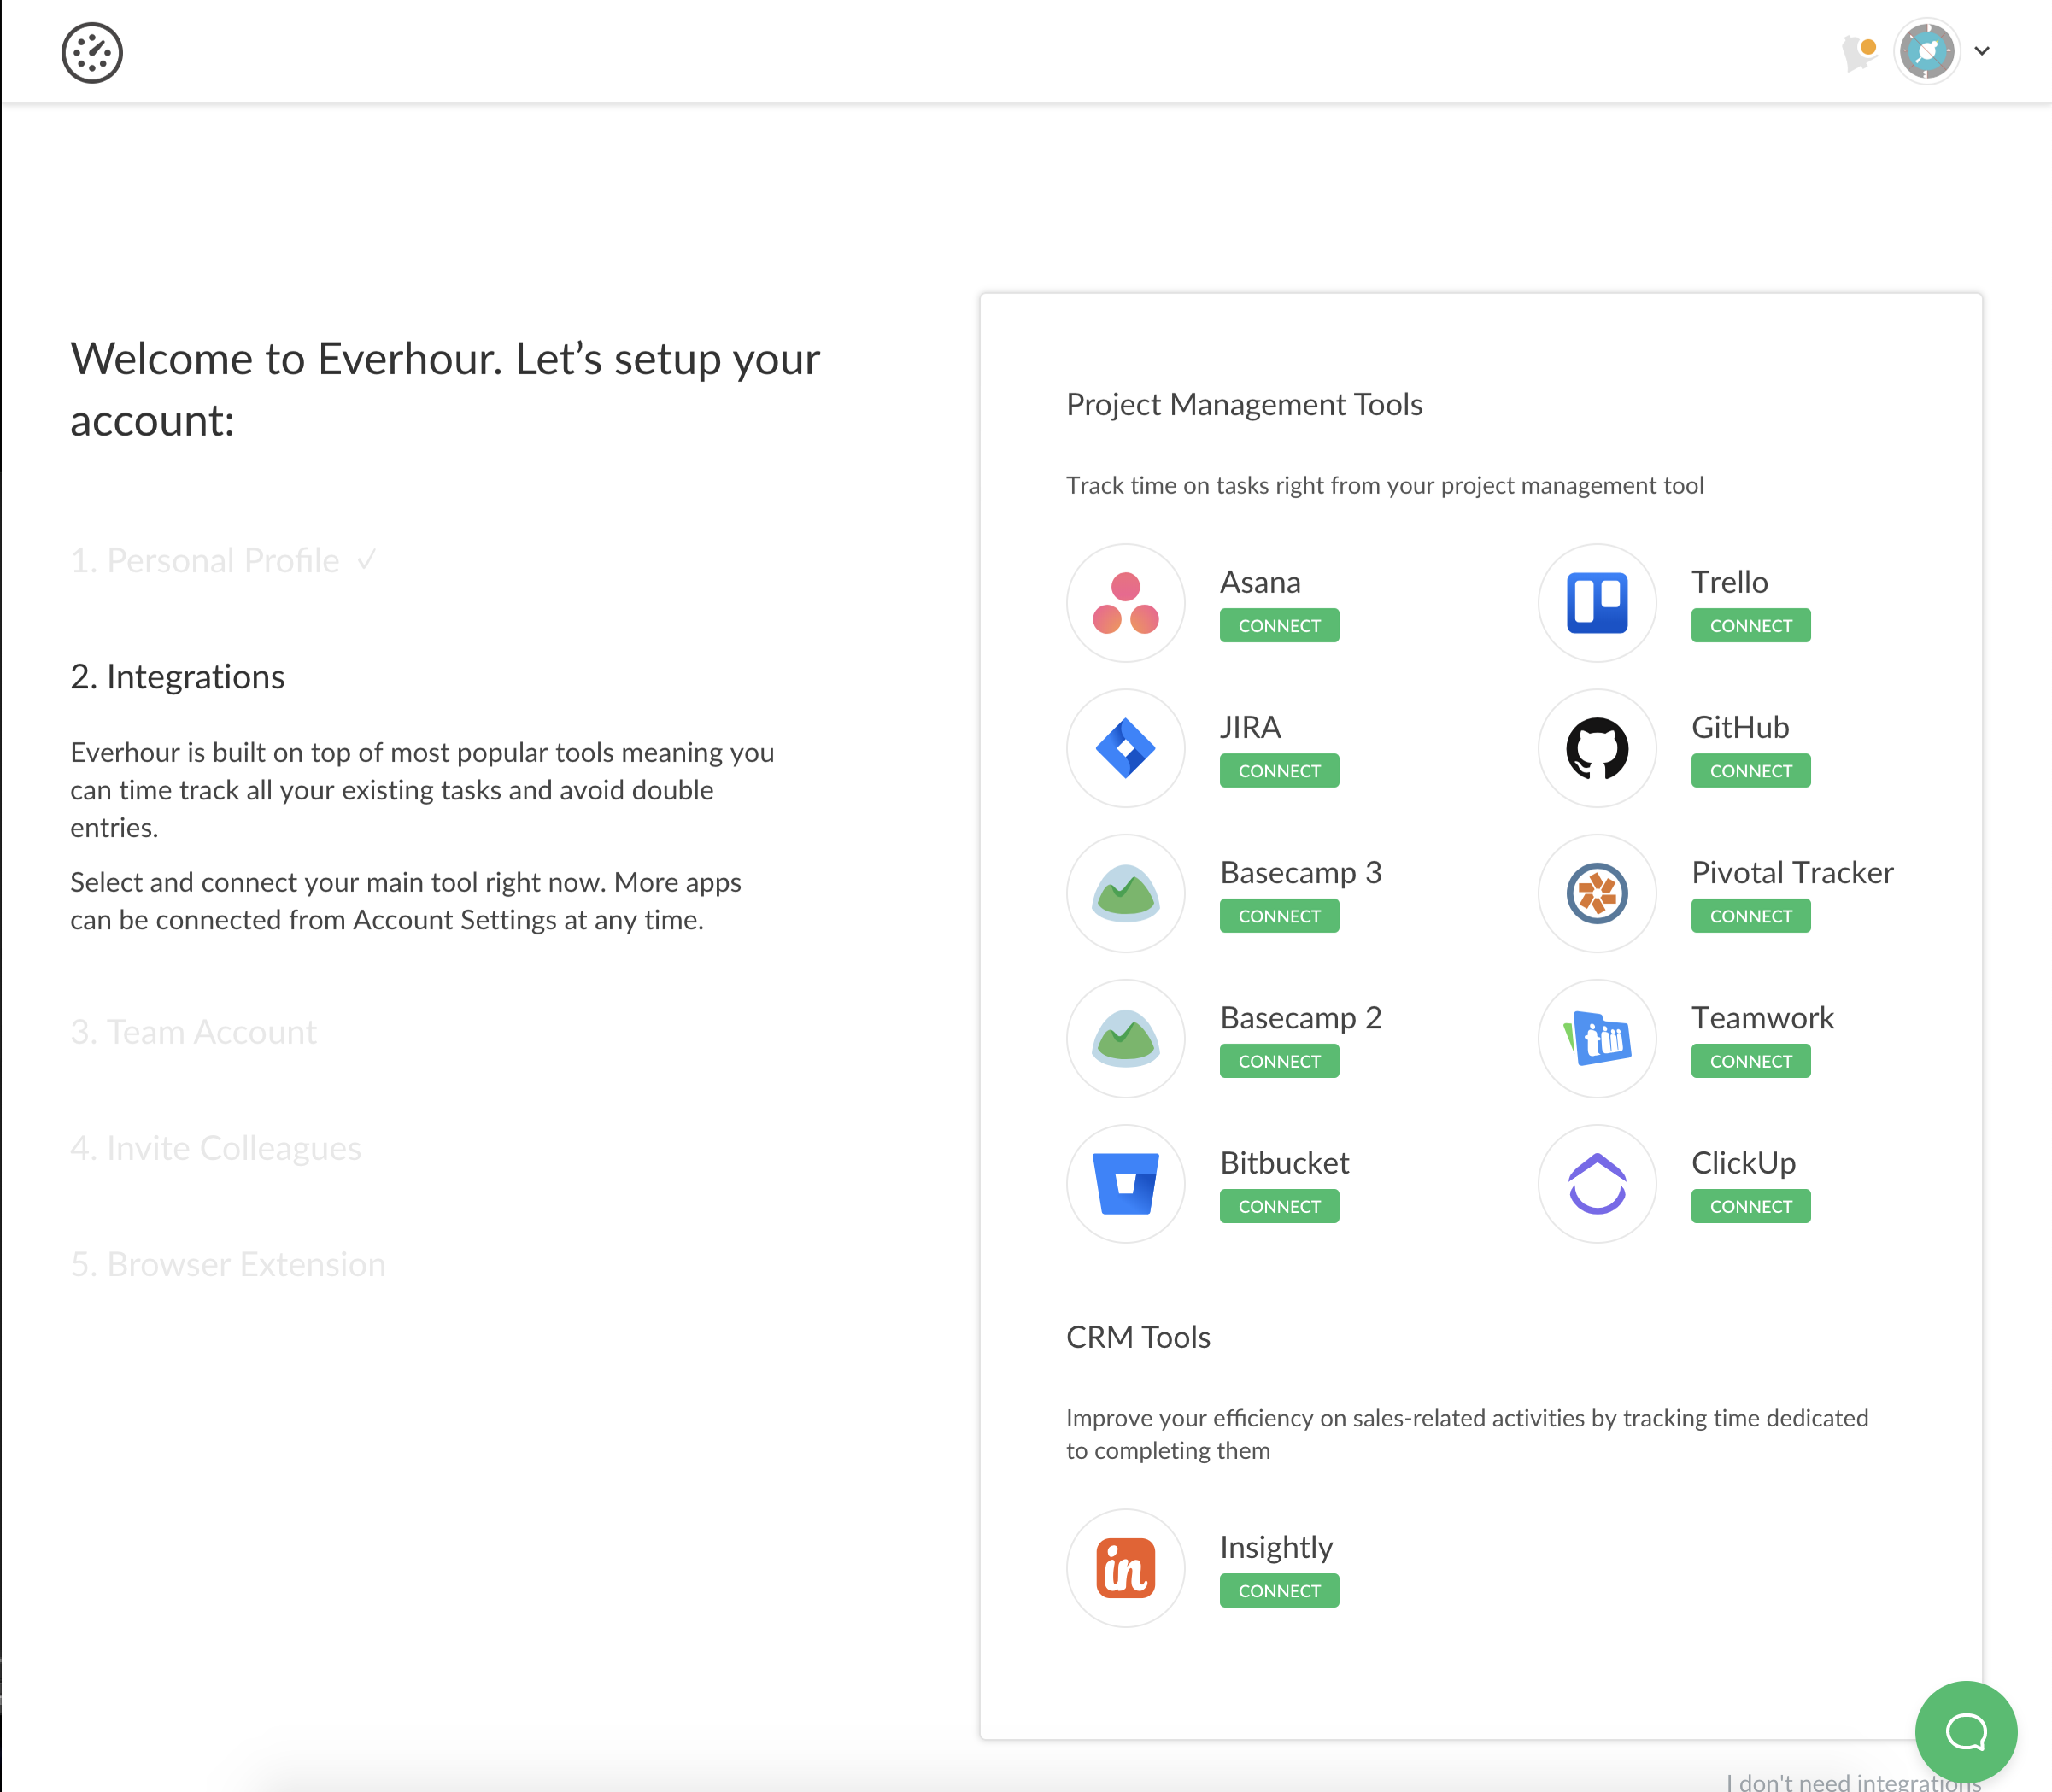 Welcome to Everhour. Let’s setup your
account:
1. Personal Profile ✓
2. Integrations
Everhour is built on top of most popular tools meaning you
can time track all your existing tasks and avoid double
entries.
Select and connect your main tool right now. More apps
can be connected from Account Settings at any time.
3. Team Account
4. Invite Colleagues
5. Browser Extension
Project Management Tools
Track time on tasks right from your project management tool
Asana
CONNECT
Trello
CONNECT
JIRA
CONNECT
GitHub
CONNECT
Basecamp 3
CONNECT
Pivotal Tracker
CONNECT
Basecamp 2
CONNECT
Teamwork
CONNECT
Bitbucket
CONNECT
ClickUp
CONNECT
CRM Tools
Improve your efficiency on sales-related activities by tracking time dedicated
to completing them
in
Insightly
CONNECT
I don't need integrations